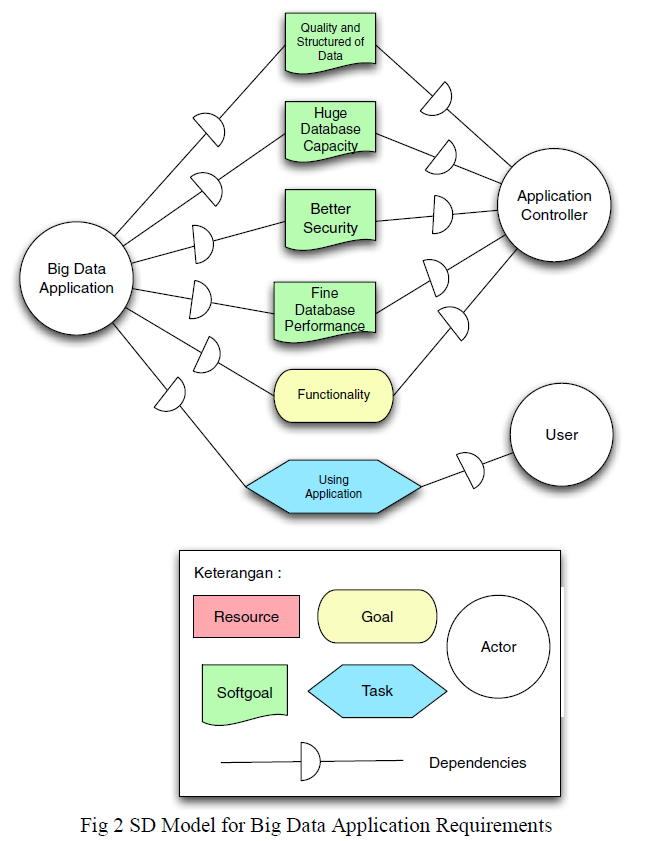 Quality and
Structured of
Data
Huge
Database
Capacity
Better
Security
Application
Controller
Big Data
Application
Fine
Database
Performance
Functionality
User
Using
Application
Keterangan :
Resource
Goal
Actor
Softgoal
Task
Dependencies
Fig 2 SD Model for Big Data Application Requirements